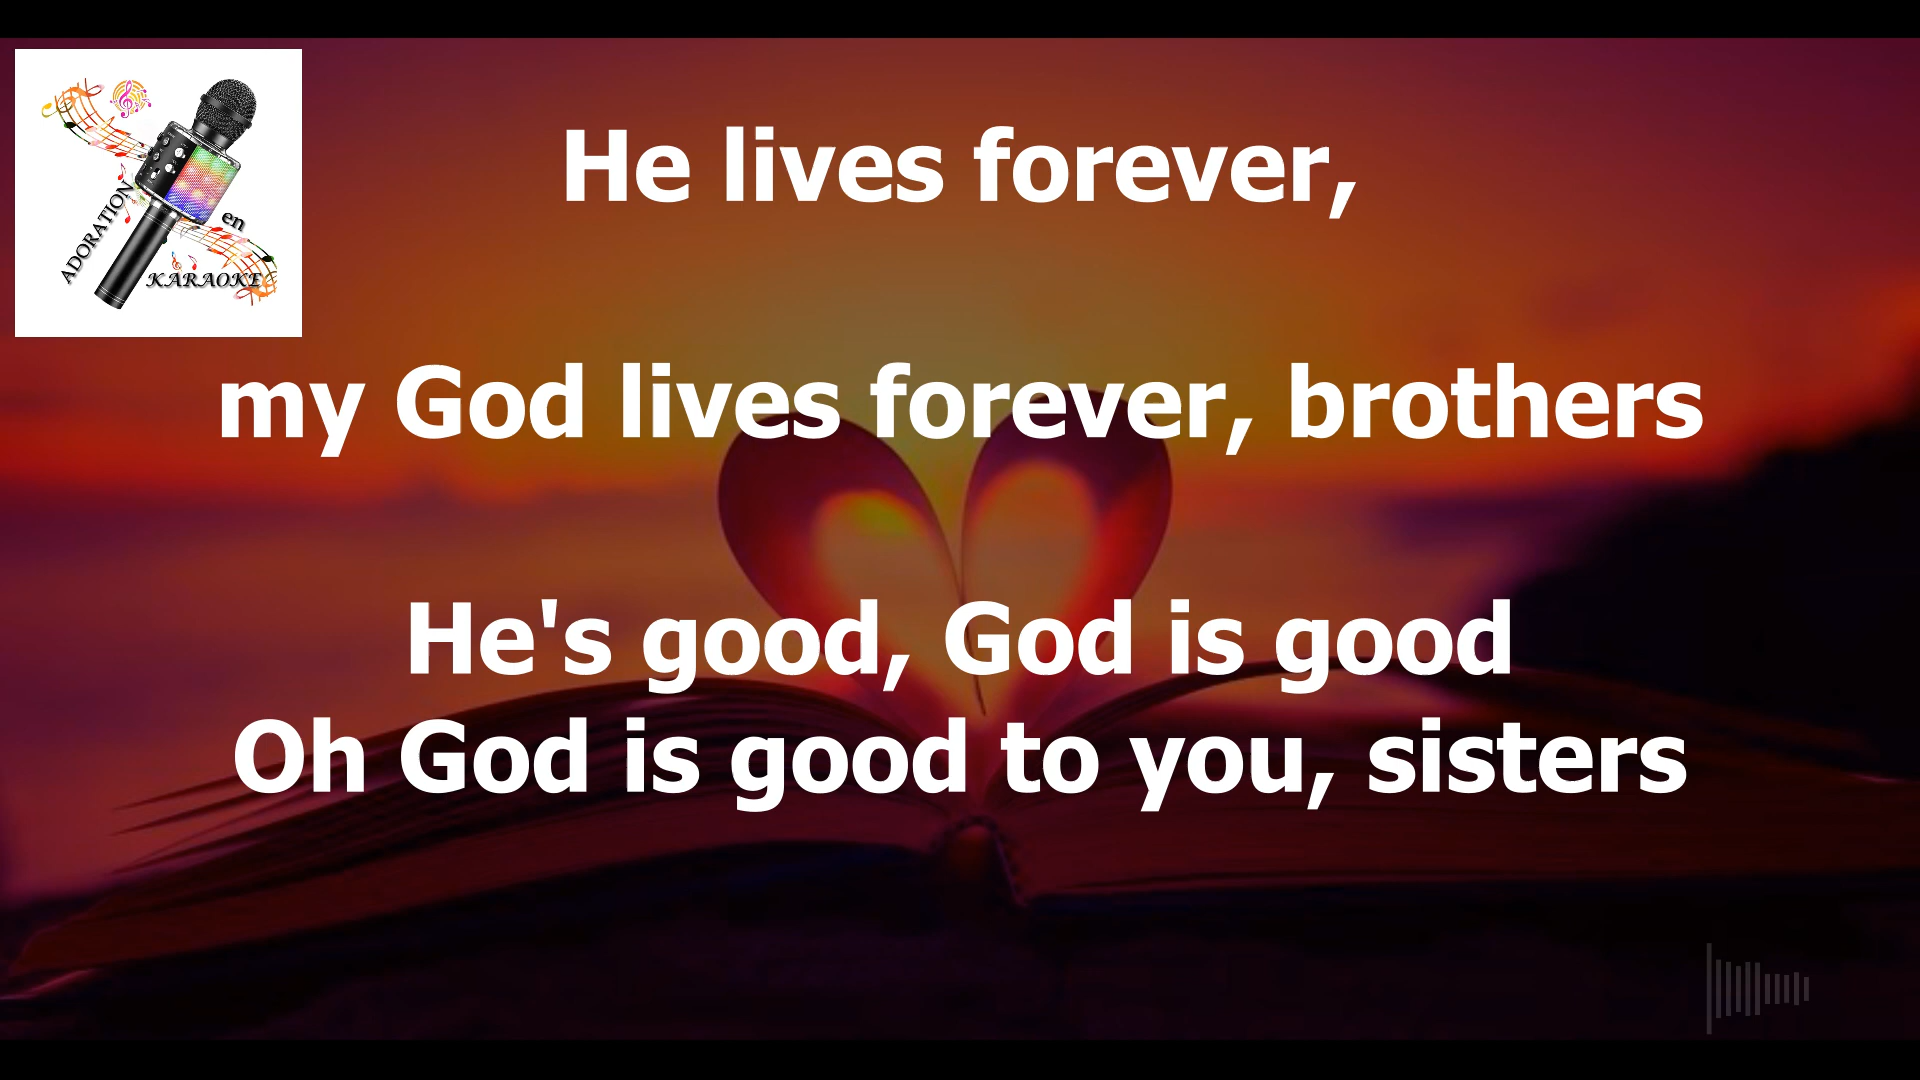 ADORATION
en
KARAOKE
He lives forever,
my God lives forever, brothers
He's good, God is good
Oh God is good to you, sisters